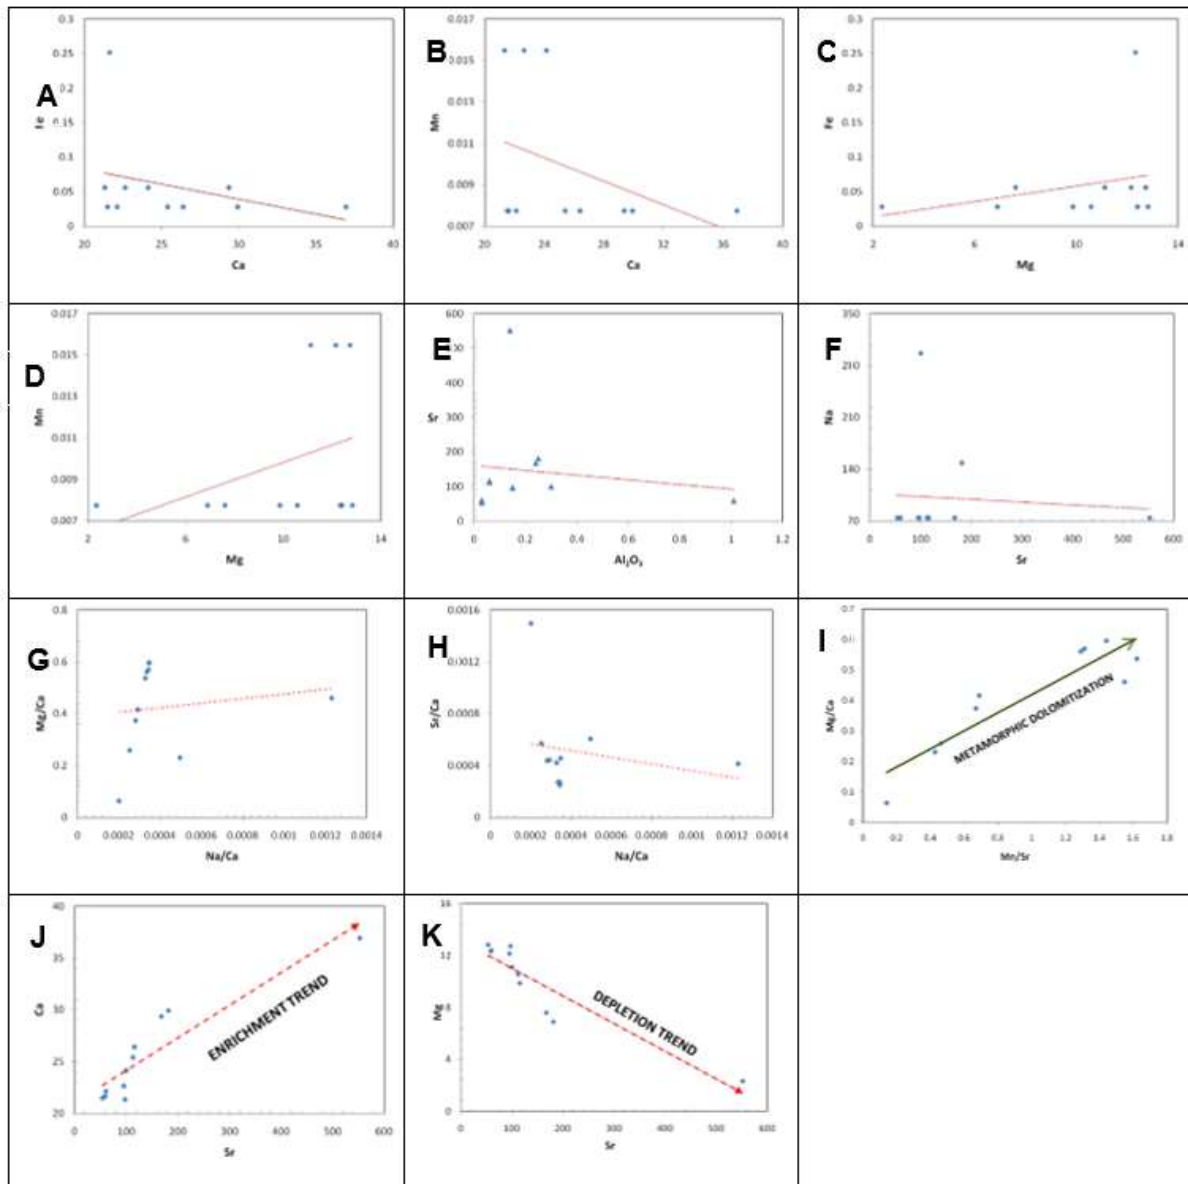 A
0.3
0.25
0.2
0.15
0.1
0.05
0
Fe
20 25 30 35 40
Ca
B
0.017
0.015
0.013
0.011
0.009
0.007
Mn
20 24 28 32 36 40
Ca
C
0.3
0.25
0.2
0.15
0.1
0.05
0
Fe
2 6 10 14
Mg
D
0.017
0.015
0.013
0.011
0.009
0.007
Mn
2 6 10 14
Mg
E
600
500
400
300
200
100
0
Sr
0 0.2 0.4 0.6 0.8 1 1.2
Al₂O₃
F
350
280
210
70
Na
0 100 200 300 400 500 600
Sr
G
0.8
0.6
0.4
0.2
0
Mg/Ca
0 0.0002 0.0004 0.0006 0.0008 0.001 0.0012 0.0014
Na/Ca
H
0.0016
0.0012
0.0008
0.0004
0
Sr/Ca
0 0.0002 0.0004 0.0006 0.0008 0.001 0.0012 0.0014
Na/Ca
I
0.7
0.6
0.5
0.4
0.3
0.2
0.1
0
Mg/Ca
METAMORPHIC DOLOMITIZATION
0 0.2 0.4 0.6 0.8 1 1.2 1.4 1.6 1.8
Mn/Sr
J
40
35
30
25
20
Ca
ENRICHMENT TREND
0 100 200 300 400 500 600
Sr
K
16
12
8
4
0
Mg
DEPLETION TREND
0 100 200 300 400 500 600
Sr